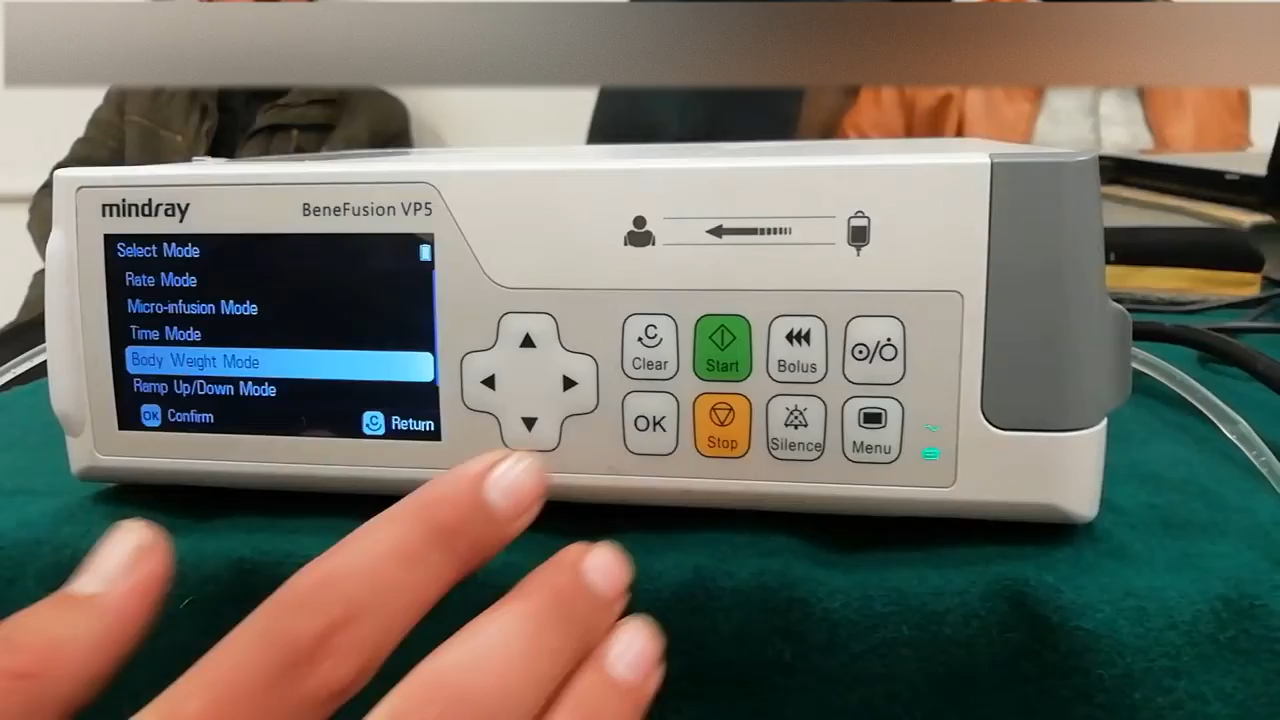 mindray
BeneFusion VP5
Select Mode
Rate Mode
Micro-infusion Mode
Time Mode
Body Weight Mode
Ramp Up/Down Mode
OK Confirm
C Return
C
Clear
Start
Bolus
OK
Stop
Silence
Menu